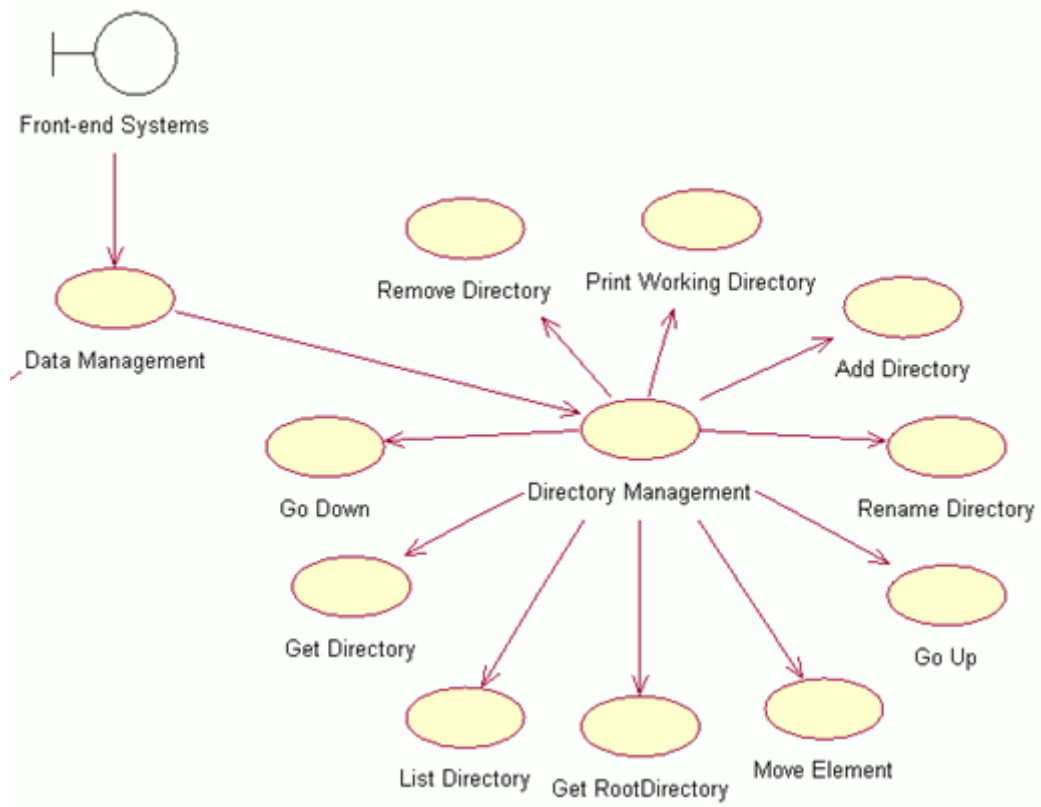 Front-end Systems
Remove Directory
Print Working Directory
Data Management
Add Directory
Go Down
Directory Management
Rename Directory
Get Directory
Go Up
List Directory
Get RootDirectory
Move Element